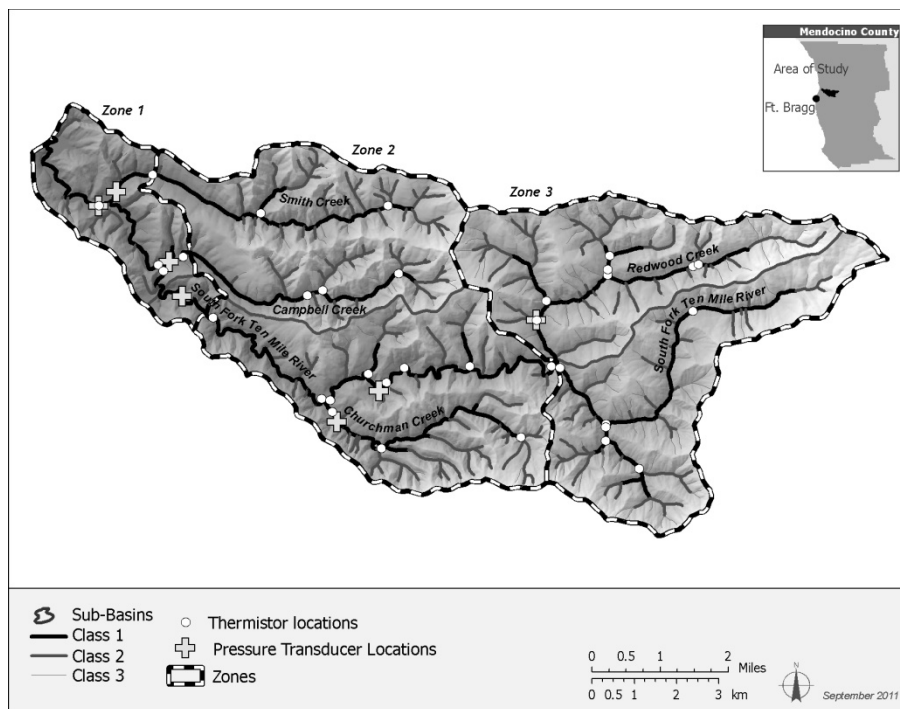 Mendocino County
Area of Study
Ft. Bragg
Zone 1
Zone 2
Zone 3
Smith Creek
Redwood Creek
South Fork Ten Mile River
Campbell Creek
South Fork Ten Mile River
Churchman Creek
Sub-Basins
Class 1
Class 2
Class 3
Thermistor locations
Pressure Transducer Locations
Zones
0 0.5 1 2
Miles
0 0.5 1 2 3 km
N
September 2011